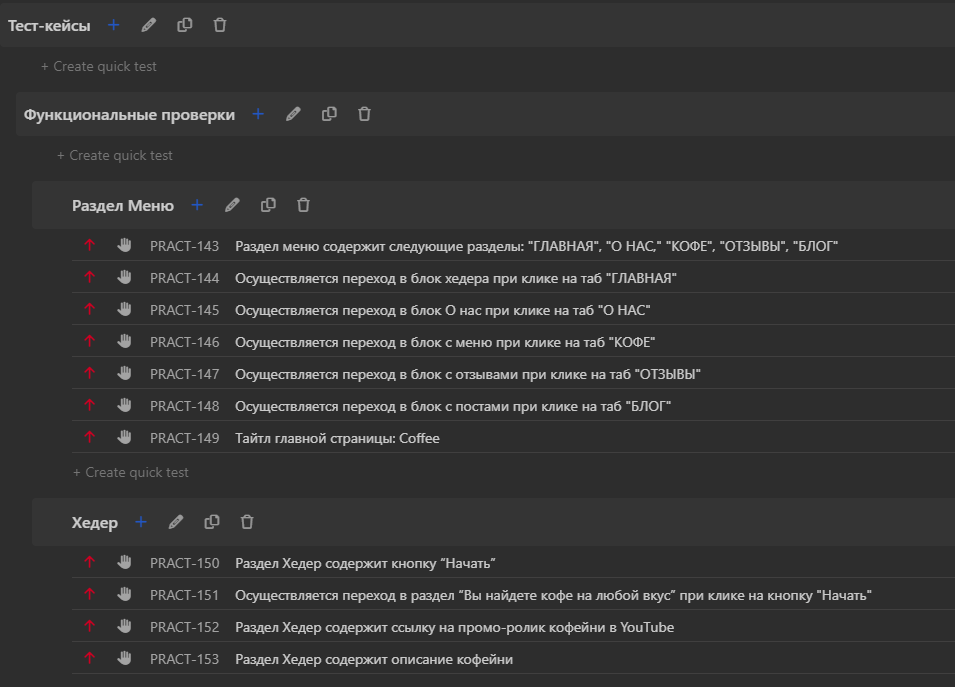 Тест-кейсы
+ Create quick test
Функциональные проверки
+ Create quick test
Раздел Меню
PRACT-143 Раздел меню содержит следующие разделы: "ГЛАВНАЯ", "О НАС," "КОФЕ", "ОТЗЫВЫ", "БЛОГ"
PRACT-144 Осуществляется переход в блок хедера при клике на таб "ГЛАВНАЯ"
PRACT-145 Осуществляется переход в блок О нас при клике на таб "О НАС"
PRACT-146 Осуществляется переход в блок с меню при клике на таб "КОФЕ"
PRACT-147 Осуществляется переход в блок с отзывами при клике на таб "ОТЗЫВЫ"
PRACT-148 Осуществляется переход в блок с постами при клике на таб "БЛОГ"
PRACT-149 Тайтл главной страницы: Coffee
+ Create quick test
Хедер
PRACT-150 Раздел Хедер содержит кнопку “Начать”
PRACT-151 Осуществляется переход в раздел “Вы найдете кофе на любой вкус” при клике на кнопку "Начать"
PRACT-152 Раздел Хедер содержит ссылку на промо-ролик кофейни в YouTube
PRACT-153 Раздел Хедер содержит описание кофейни